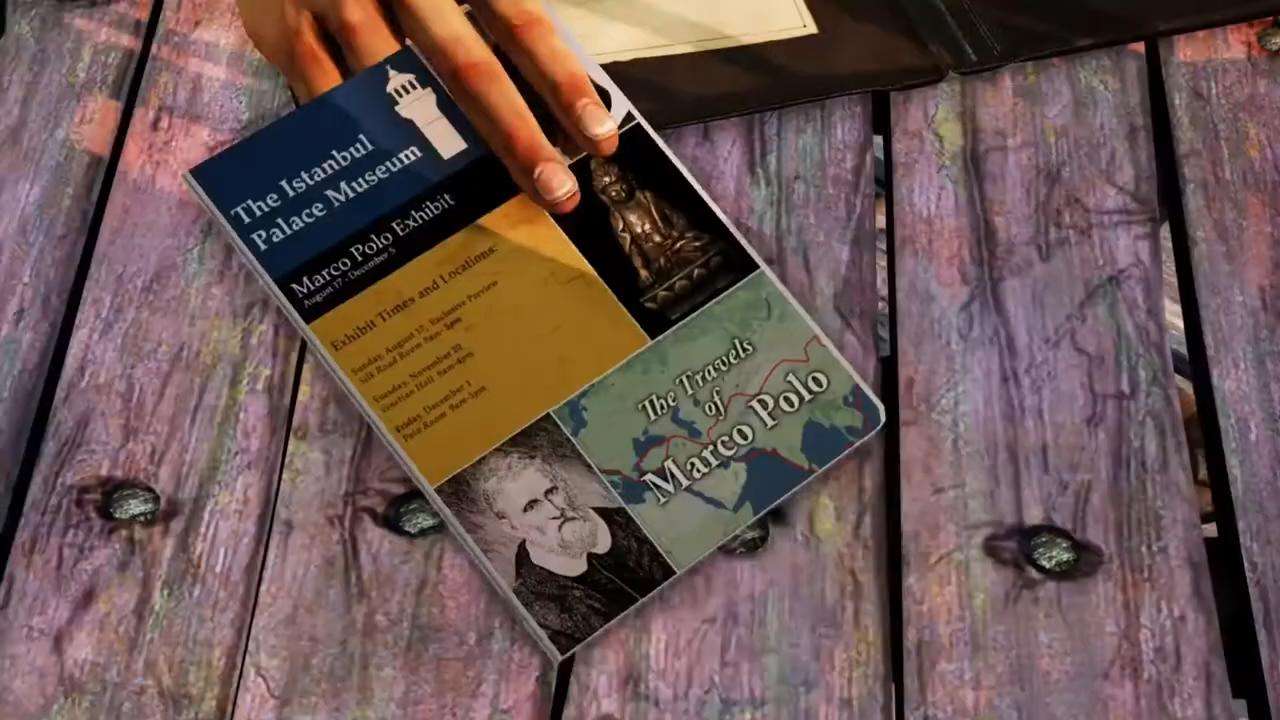 The Istanbul
Palace Museum
Marco Polo Exhibit
August 17 - December 5
Exhibit Times and Locations:
Sunday, August 17, Exclusive Preview
Silk Road Room 9am-5pm
Tuesday, November 20
Venetian Hall 9am-4pm
Friday, December 1
Polo Room 9am-5pm
The Travels
of
Marco Polo